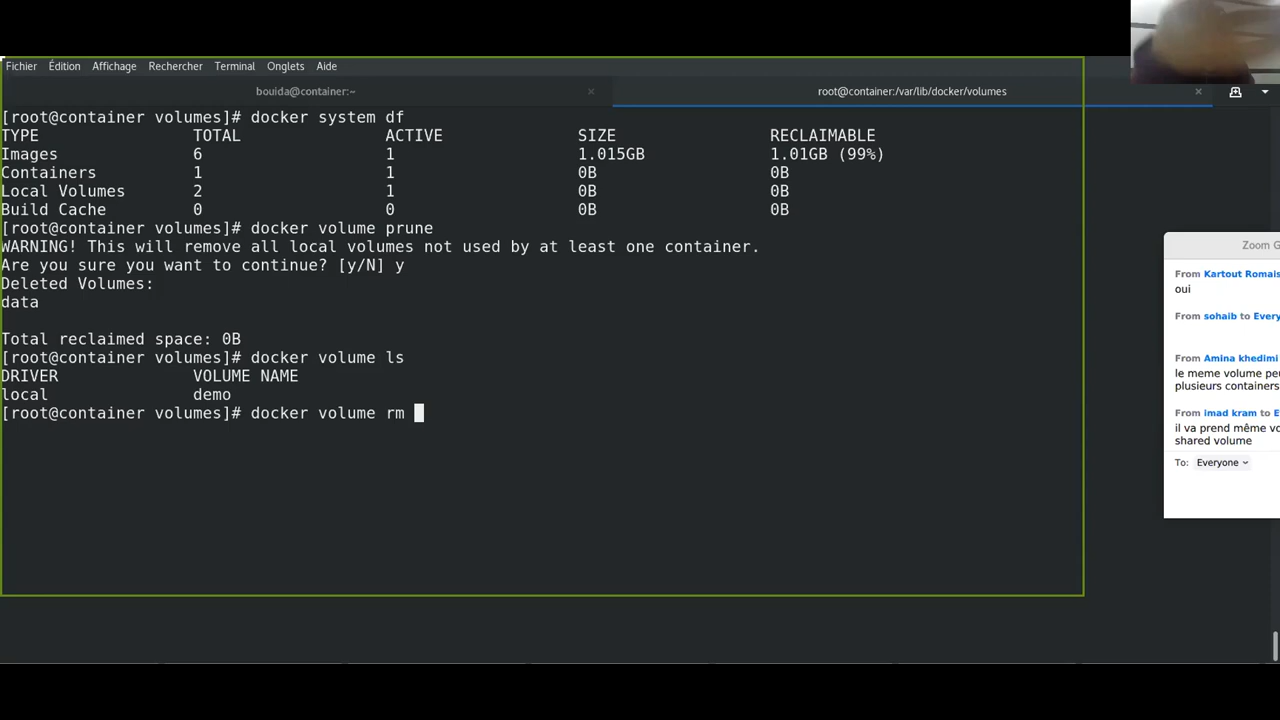 Fichier Édition Affichage Rechercher Terminal Onglets Aide
bouida@container:~ × root@container:/var/lib/docker/volumes ×
[root@container volumes]# docker system df
TYPE TOTAL ACTIVE SIZE RECLAIMABLE
Images 6 1 1.015GB 1.01GB (99%)
Containers 1 1 0B 0B
Local Volumes 2 1 0B 0B
Build Cache 0 0 0B 0B
[root@container volumes]# docker volume prune
WARNING! This will remove all local volumes not used by at least one container.
Are you sure you want to continue? [y/N] y
Deleted Volumes:
data
Total reclaimed space: 0B
[root@container volumes]# docker volume ls
DRIVER VOLUME NAME
local demo
[root@container volumes]# docker volume rm
Zoom G
From Kartout Romais
oui
From sohaib to Every
From Amina khedimi
le meme volume peu
plusieurs containers
From imad kram to E
il va prend même vo
shared volume
To: Everyone